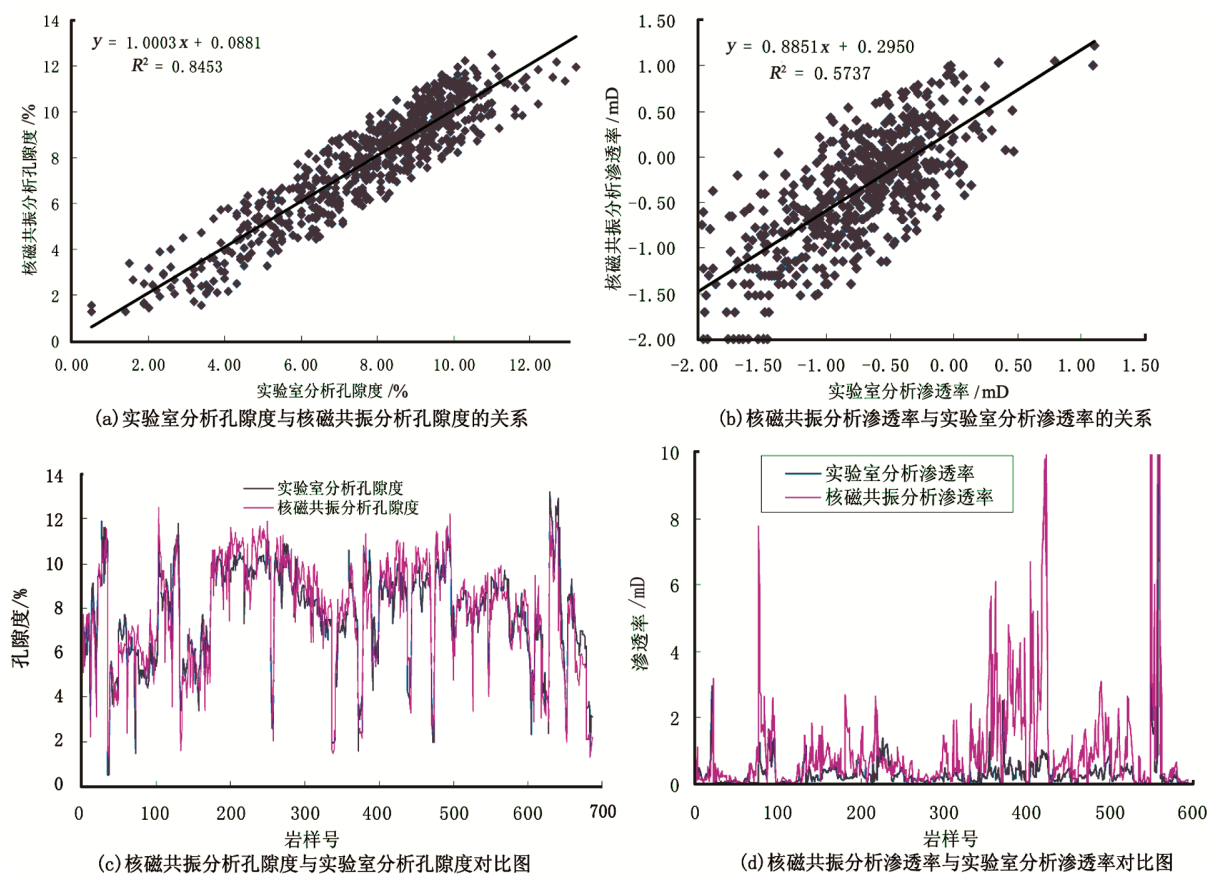 y = 1.0003x + 0.0881
R² = 0.8453
14
12
10
8
6
4
2
0
核磁共振分析孔隙度/%
0.00 2.00 4.00 6.00 8.00 10.00 12.00
实验室分析孔隙度/%
(a)实验室分析孔隙度与核磁共振分析孔隙度的关系
y = 0.8851x + 0.2950
R² = 0.5737
1.50
1.00
0.50
0.00
-0.50
-1.00
-1.50
-2.00
核磁共振分析渗透率/mD
-2.00 -1.50 -1.00 -0.50 0.00 0.50 1.00 1.50
实验室分析渗透率/mD
(b)核磁共振分析渗透率与实验室分析渗透率的关系
实验室分析孔隙度
核磁共振分析孔隙度
14
12
10
8
6
4
2
0
孔隙度/%
0 100 200 300 400 500 600 700
岩样号
(c)核磁共振分析孔隙度与实验室分析孔隙度对比图
实验室分析渗透率
核磁共振分析渗透率
10
8
6
4
2
0
渗透率/mD
0 100 200 300 400 500 600
岩样号
(d)核磁共振分析渗透率与实验室分析渗透率对比图